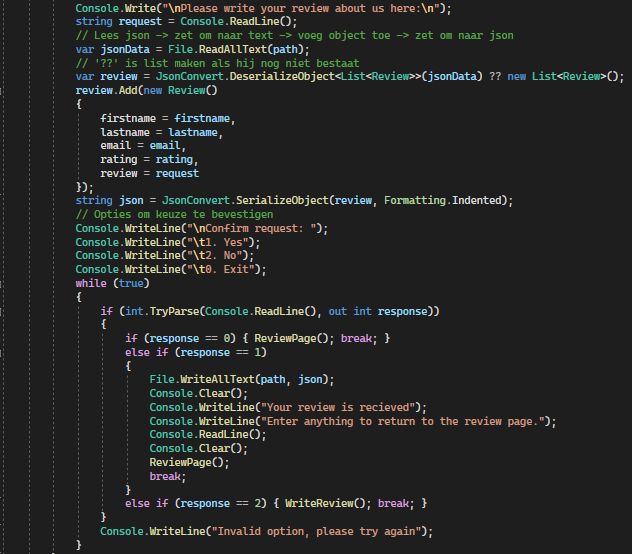 Console.Write("\nPlease write your review about us here:\n");
string request = Console.ReadLine();
// Lees json -> zet om naar text -> voeg object toe -> zet om naar json
var jsonData = File.ReadAllText(path);
// '??' is list maken als hij nog niet bestaat
var review = JsonConvert.DeserializeObject<List<Review>>(jsonData) ?? new List<Review>();
review.Add(new Review()
{
    firstname = firstname,
    lastname = lastname,
    email = email,
    rating = rating,
    review = request
});
string json = JsonConvert.SerializeObject(review, Formatting.Indented);
// Opties om keuze te bevestigen
Console.WriteLine("\nConfirm request: ");
Console.WriteLine("\t1. Yes");
Console.WriteLine("\t2. No");
Console.WriteLine("\t0. Exit");
while (true)
{
    if (int.TryParse(Console.ReadLine(), out int response))
    {
        if (response == 0) { ReviewPage(); break; }
        else if (response == 1)
        {
            File.WriteAllText(path, json);
            Console.Clear();
            Console.WriteLine("Your review is recieved");
            Console.WriteLine("Enter anything to return to the review page.");
            Console.ReadLine();
            Console.Clear();
            ReviewPage();
            break;
        }
        else if (response == 2) { WriteReview(); break; }
    }
    Console.WriteLine("Invalid option, please try again");
}